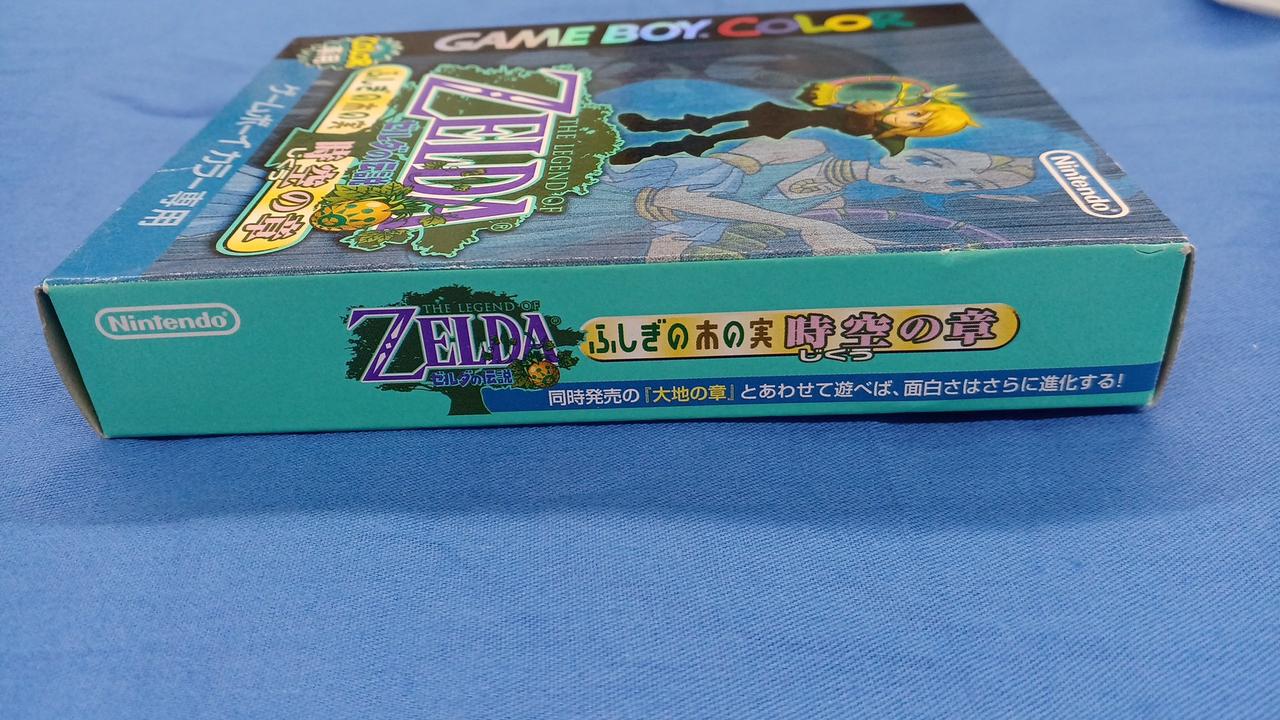 GAME BOY COLOR
THE LEGEND OF
ZELDA
ゼルダの伝説
ふしぎの木の実
時空の章
じくう
ゲームボーイカラー専用
Nintendo
Nintendo
THE LEGEND OF
ZELDA
ゼルダの伝説
ふしぎの木の実 時空の章
じくう
同時発売の『大地の章』とあわせて遊べば、面白さはさらに進化する!